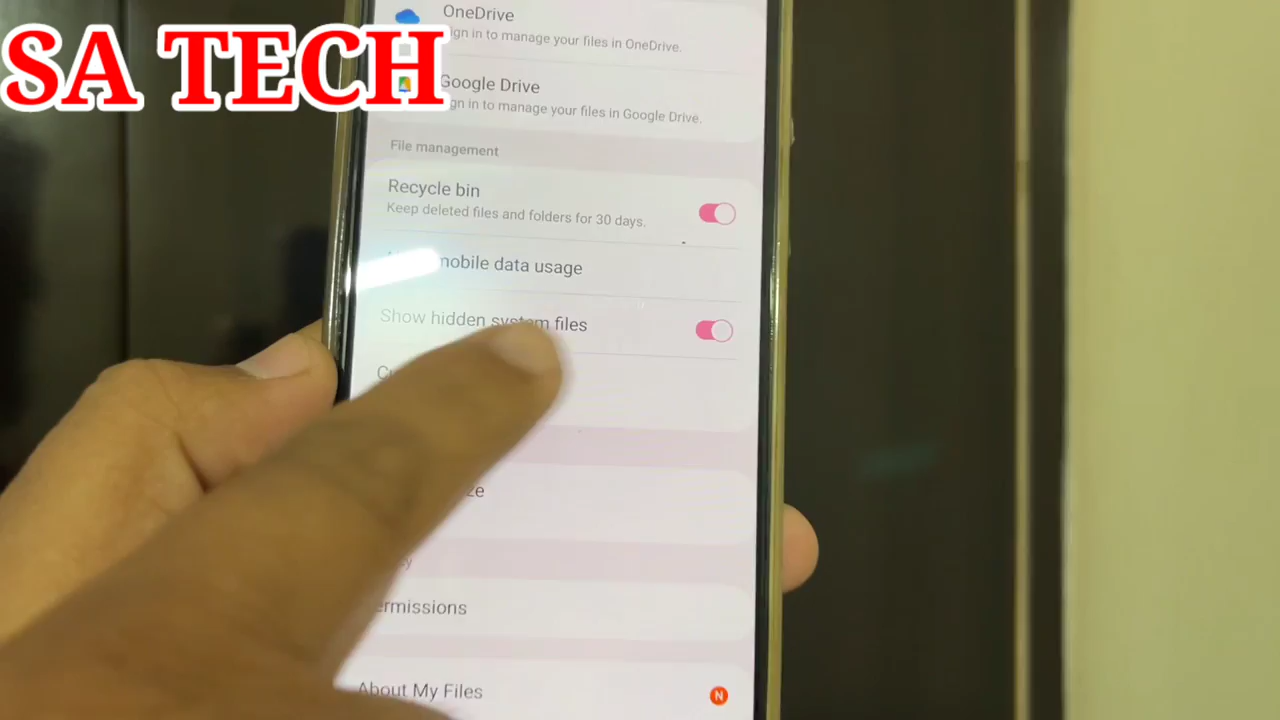 SA TECH
OneDrive
ign in to manage your files in OneDrive.
Google Drive
gn in to manage your files in Google Drive.
File management
Recycle bin
Keep deleted files and folders for 30 days.
mobile data usage
Show hidden system files
ermissions
About My Files
N